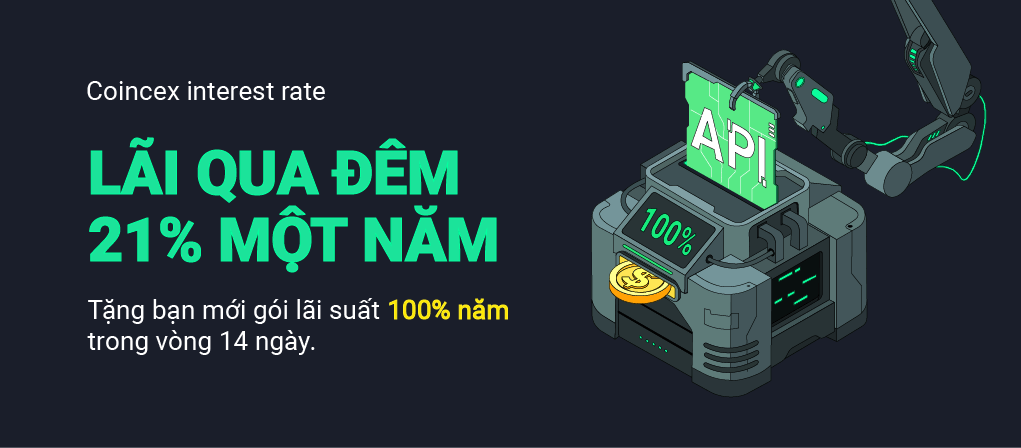 Coincex interest rate
LÃI QUA ĐÊM
21% MỘT NĂM
Tặng bạn mới gói lãi suất 100% năm
trong vòng 14 ngày.
API
100%